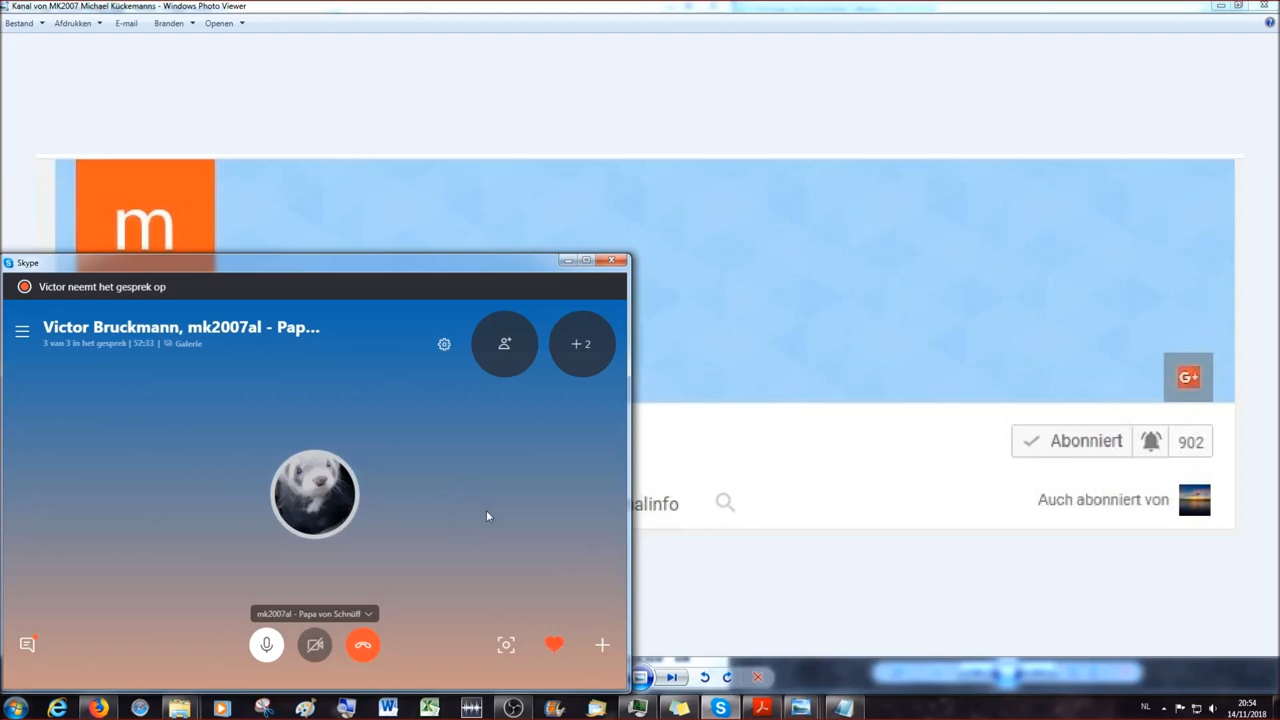 Kanal von MK2007 Michael Kückemanns - Windows Photo Viewer
Bestand Afdrukken E-mail Branden Openen
m
Skype
Victor neemt het gesprek op
Victor Bruckmann, mk2007al - Pap...
3 van 3 in het gesprek | 52:33 | Galerie
+ 2
G+
Abonniert 902
alinfo
Auch abonniert von
mk2007al - Papa von Schnüff
NL
20:54
14/11/2018